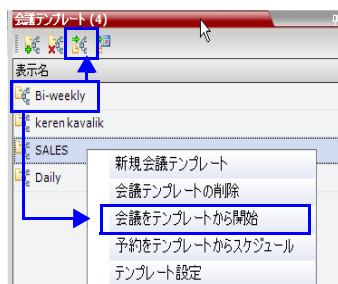 会議テンプレート (4)
表示名
Bi-weekly
keren kavalik
SALES
Daily
新規会議テンプレート
会議テンプレートの削除
会議をテンプレートから開始
予約をテンプレートからスケジュール
テンプレート設定